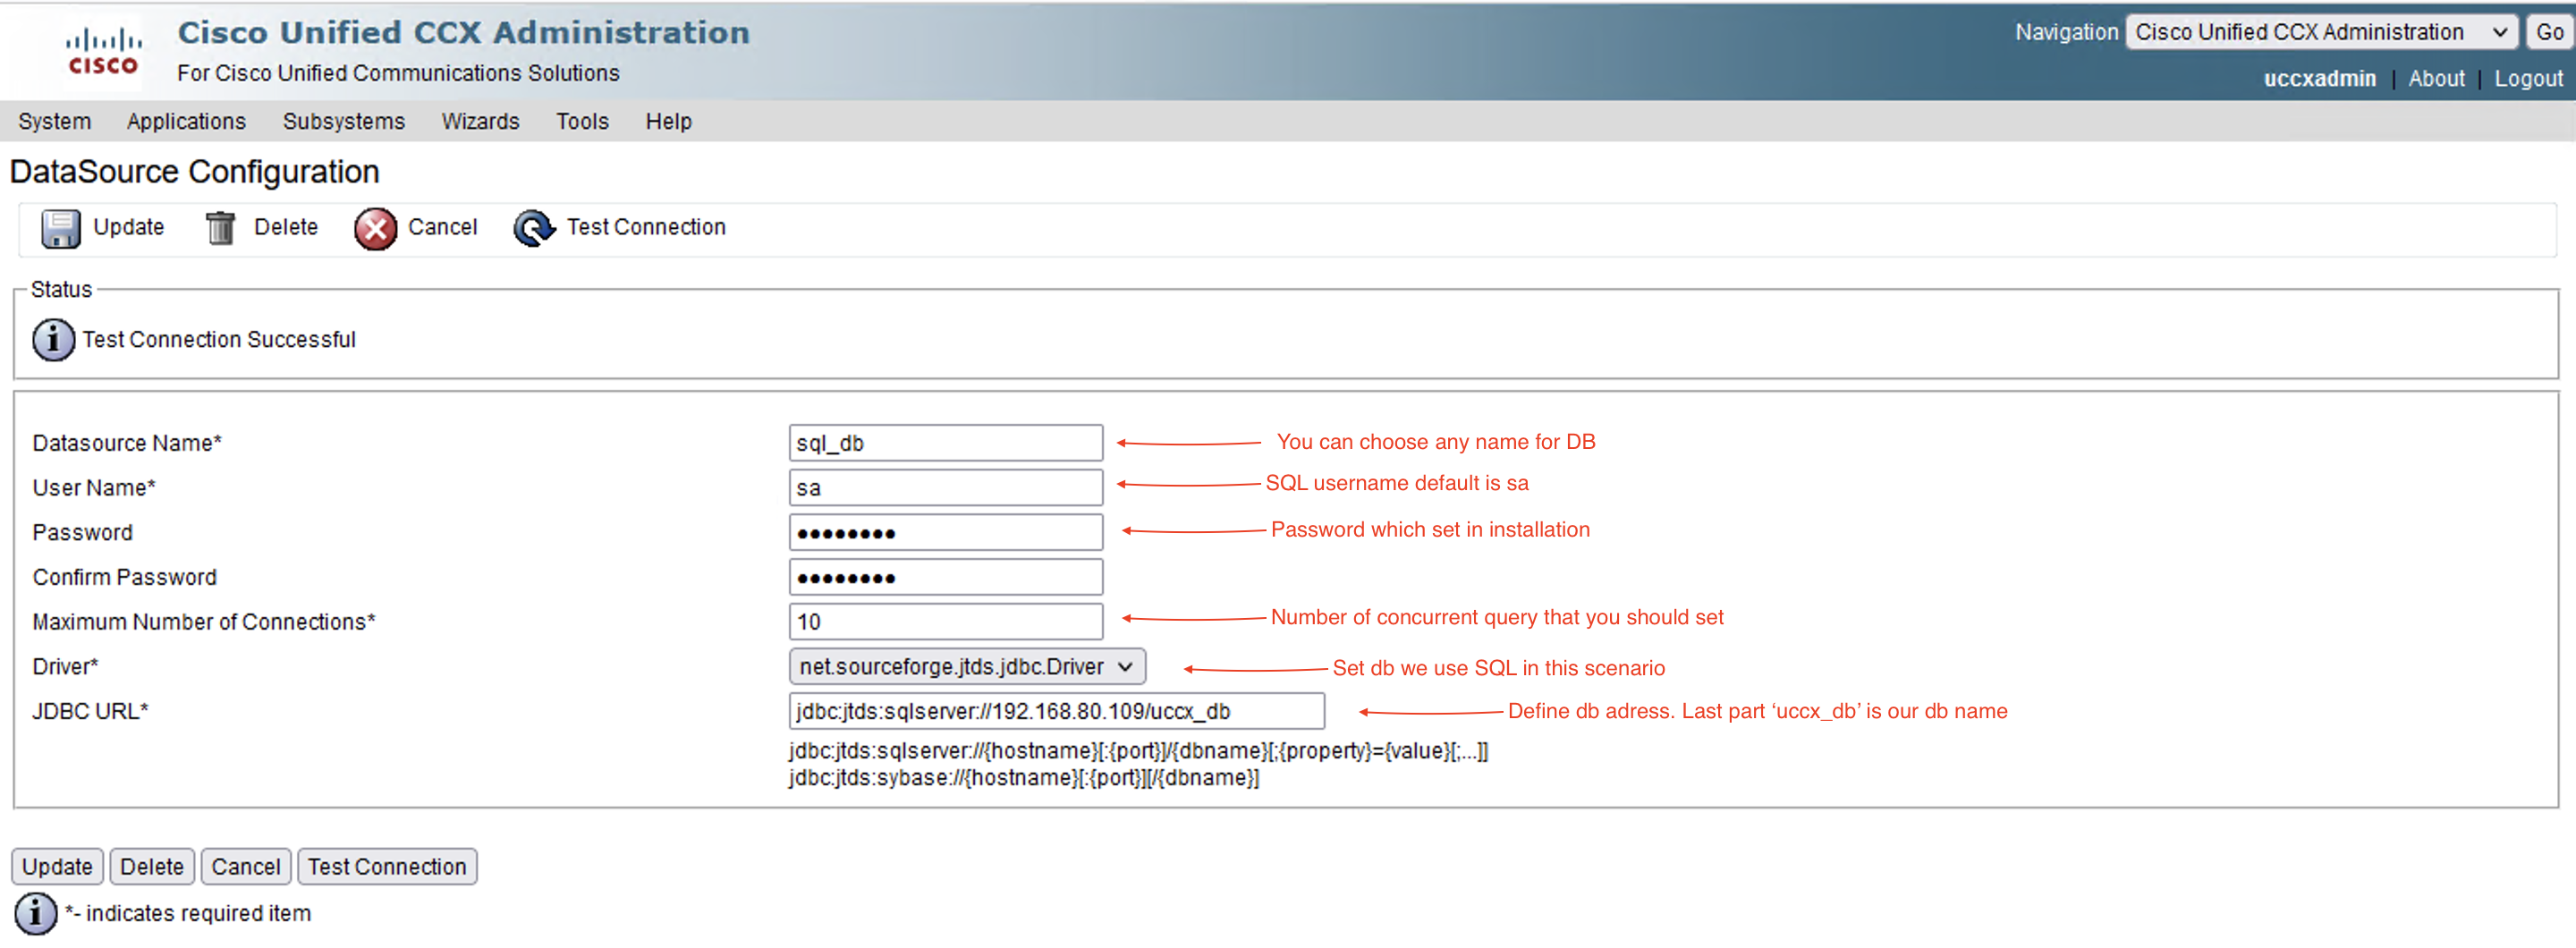 Cisco Unified CCX Administration
For Cisco Unified Communications Solutions
CISCO
Navigation Cisco Unified CCX Administration Go
uccxadmin | About | Logout
System Applications Subsystems Wizards Tools Help
DataSource Configuration
Update Delete Cancel Test Connection
Status
Test Connection Successful
Datasource Name* sql_db You can choose any name for DB
User Name* sa SQL username default is sa
Password •••••••• Password which set in installation
Confirm Password ••••••••
Maximum Number of Connections* 10 Number of concurrent query that you should set
Driver* net.sourceforge.jtds.jdbc.Driver Set db we use SQL in this scenario
JDBC URL* jdbc:jtds:sqlserver://192.168.80.109/uccx_db Define db adress. Last part ‘uccx_db’ is our db name
jdbc:jtds:sqlserver://{hostname}[:{port}]/{dbname}[;{property}={value}[;...]]
jdbc:jtds:sybase://{hostname}[:{port}][/{dbname}]
Update Delete Cancel Test Connection
*- indicates required item